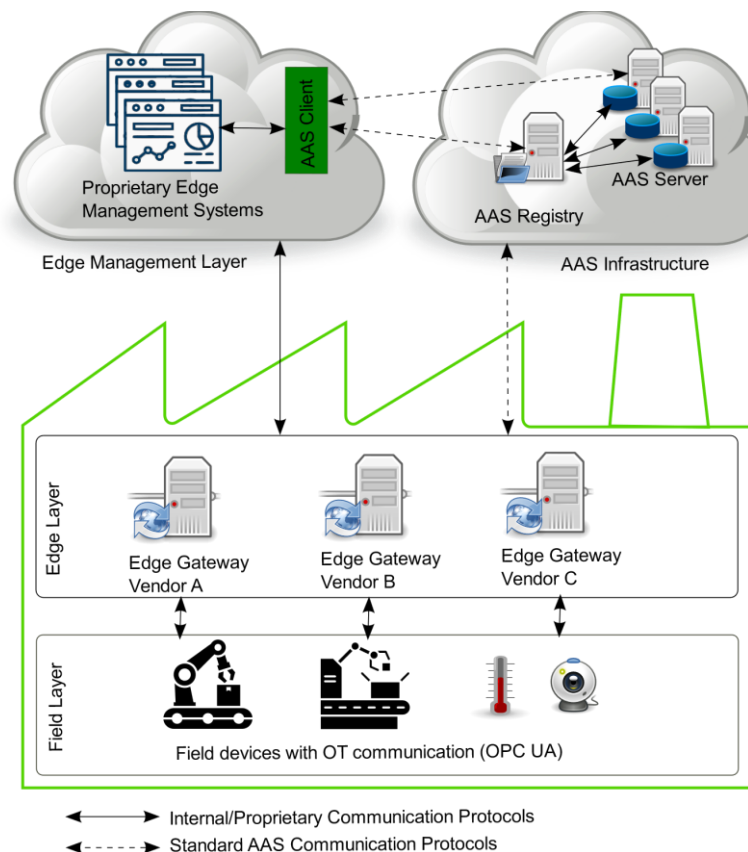 AAS Client
Proprietary Edge
Management Systems
Edge Management Layer
AAS Server
AAS Registry
AAS Infrastructure
Edge Layer
Edge Gateway
Vendor A
Edge Gateway
Vendor B
Edge Gateway
Vendor C
Field Layer
Field devices with OT communication (OPC UA)
Internal/Proprietary Communication Protocols
Standard AAS Communication Protocols